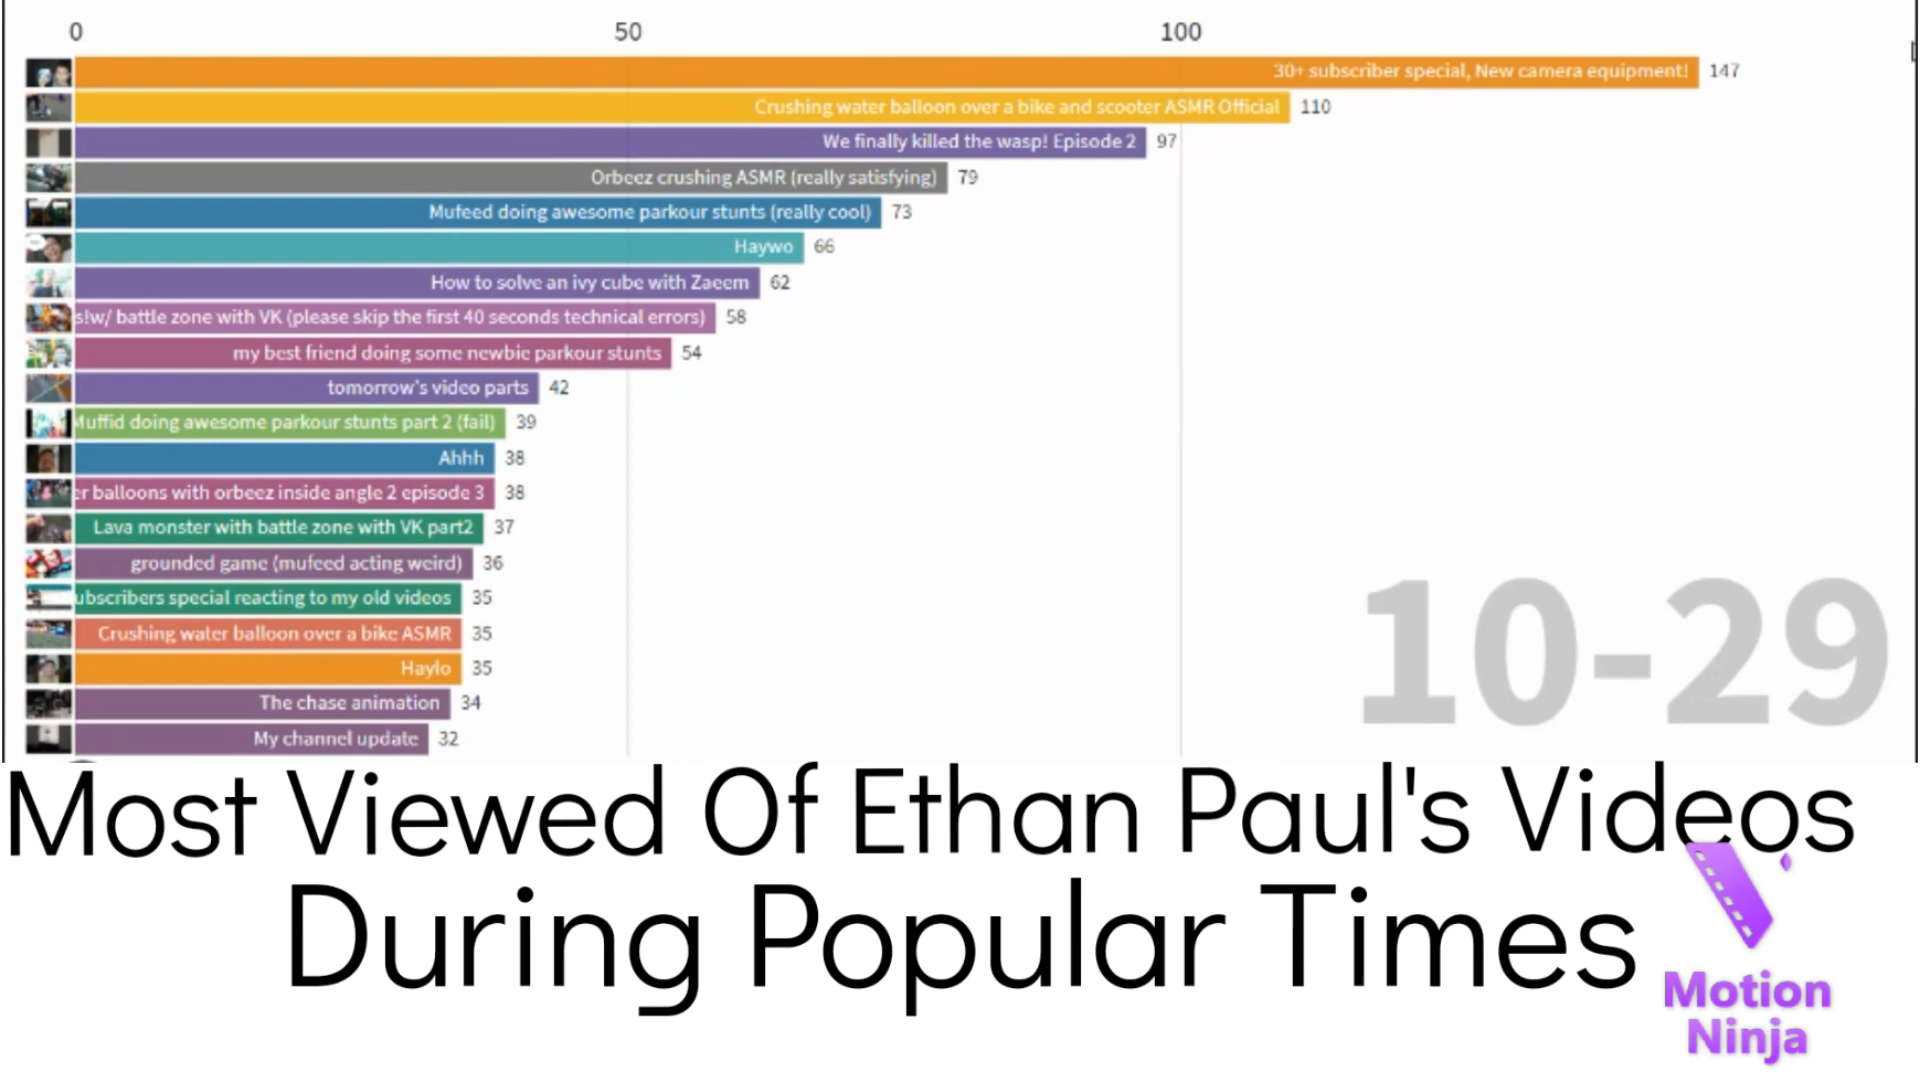 0 50 100
30+ subscriber special, New camera equipment! 147
Crushing water balloon over a bike and scooter ASMR Official 110
We finally killed the wasp! Episode 2 97
Orbeez crushing ASMR (really satisfying) 79
Mufeed doing awesome parkour stunts (really cool) 73
Haywo 66
How to solve an ivy cube with Zaeem 62
s!w/ battle zone with VK (please skip the first 40 seconds technical errors) 58
my best friend doing some newbie parkour stunts 54
tomorrow's video parts 42
Muffid doing awesome parkour stunts part 2 (fail) 39
Ahhh 38
er balloons with orbeez inside angle 2 episode 3 38
Lava monster with battle zone with VK part2 37
grounded game (mufeed acting weird) 36
ubscribers special reacting to my old videos 35
Crushing water balloon over a bike ASMR 35
Haylo 35
The chase animation 34
My channel update 32
10-29
Most Viewed Of Ethan Paul's Videos
During Popular Times
Motion
Ninja